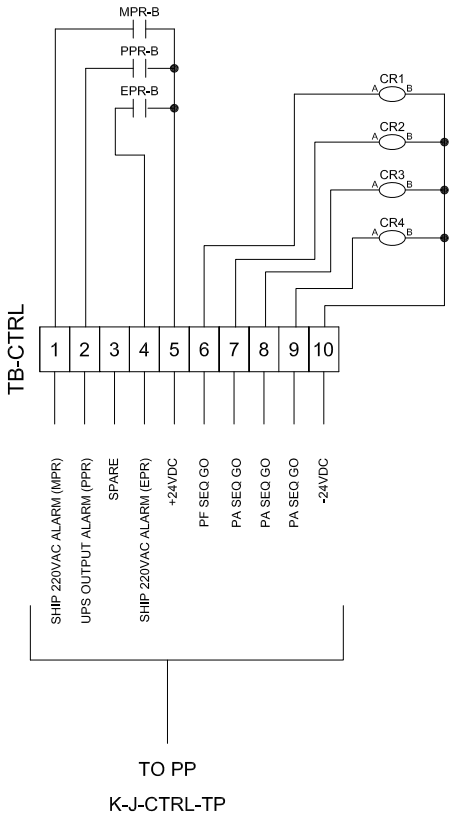 MPR-B
PPR-B
EPR-B
CR1
A B
CR2
A B
CR3
A B
CR4
A B
TB-CTRL
1 2 3 4 5 6 7 8 9 10
SHIP 220VAC ALARM (MPR)
UPS OUTPUT ALARM (PPR)
SPARE
SHIP 220VAC ALARM (EPR)
+24VDC
PF SEQ GO
PA SEQ GO
PA SEQ GO
PA SEQ GO
-24VDC
TO PP
K-J-CTRL-TP